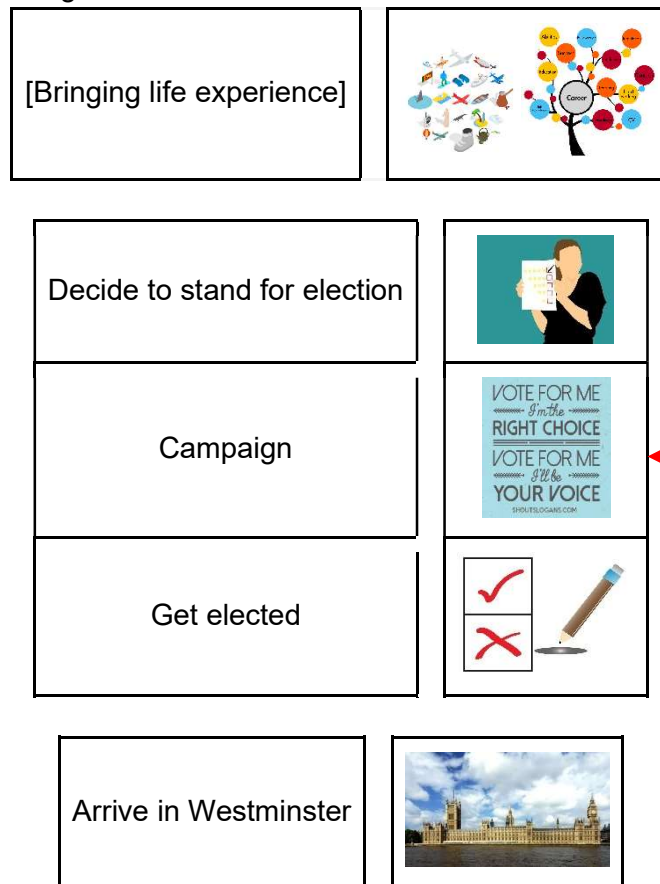 [Bringing life experience]
Career
Decide to stand for election
Campaign
VOTE FOR ME
I'm the
RIGHT CHOICE
VOTE FOR ME
I'll be
YOUR VOICE
SHOUTSLOGANS.COM
Get elected
Arrive in Westminster